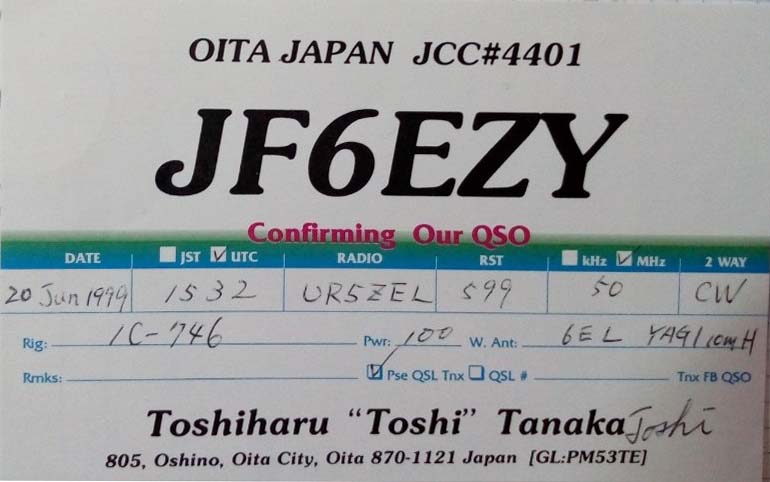 OITA JAPAN JCC#4401
JF6EZY
Confirming Our QSO
DATE JST UTC RADIO RST kHz MHz 2 WAY
20 Jun 1999 1532 UR5ZEL 599 50 CW
Rig: IC-746 Pwr: 100 W. Ant: 6EL YAGI 10mH
Rmks: Pse QSL Tnx QSL # Tnx FB QSO
Toshiharu “Toshi” Tanaka Toshi
805, Oshino, Oita City, Oita 870-1121 Japan [GL:PM53TE]